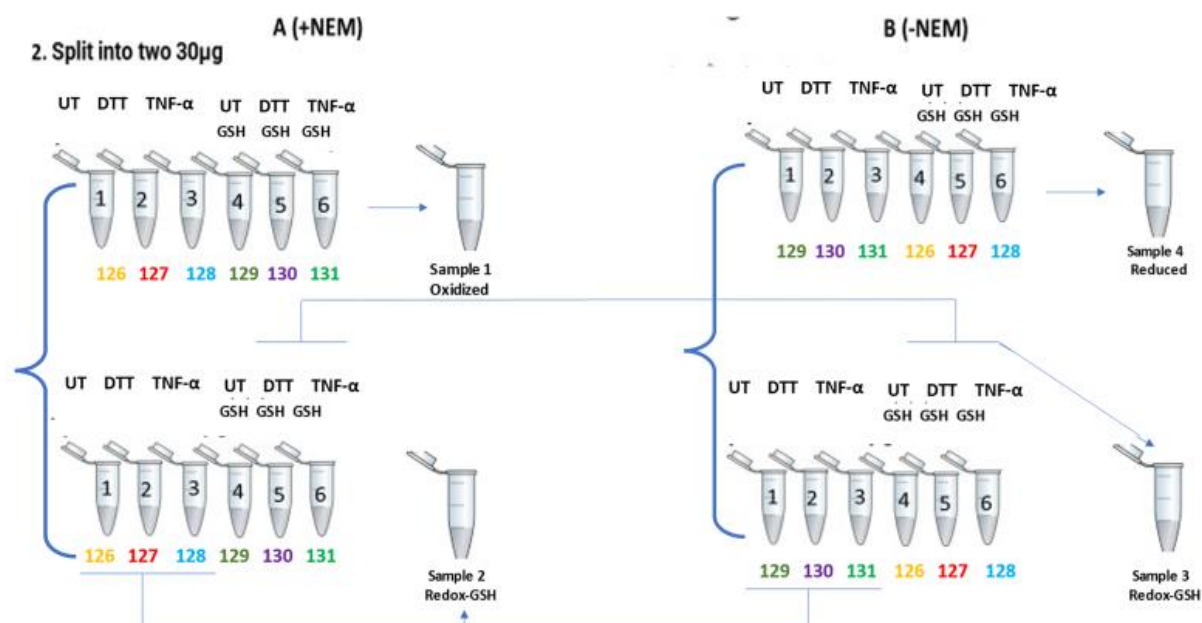 A (+NEM)
2. Split into two 30µg
UT DTT TNF-α UT DTT TNF-α
GSH GSH GSH
1 2 3 4 5 6
126 127 128 129 130 131
Sample 1
Oxidized
UT DTT TNF-α UT DTT TNF-α
GSH GSH GSH
1 2 3 4 5 6
126 127 128 129 130 131
Sample 2
Redox-GSH
B (-NEM)
UT DTT TNF-α UT DTT TNF-α
GSH GSH GSH
1 2 3 4 5 6
129 130 131 126 127 128
Sample 4
Reduced
UT DTT TNF-α UT DTT TNF-α
GSH GSH GSH
1 2 3 4 5 6
129 130 131 126 127 128
Sample 3
Redox-GSH